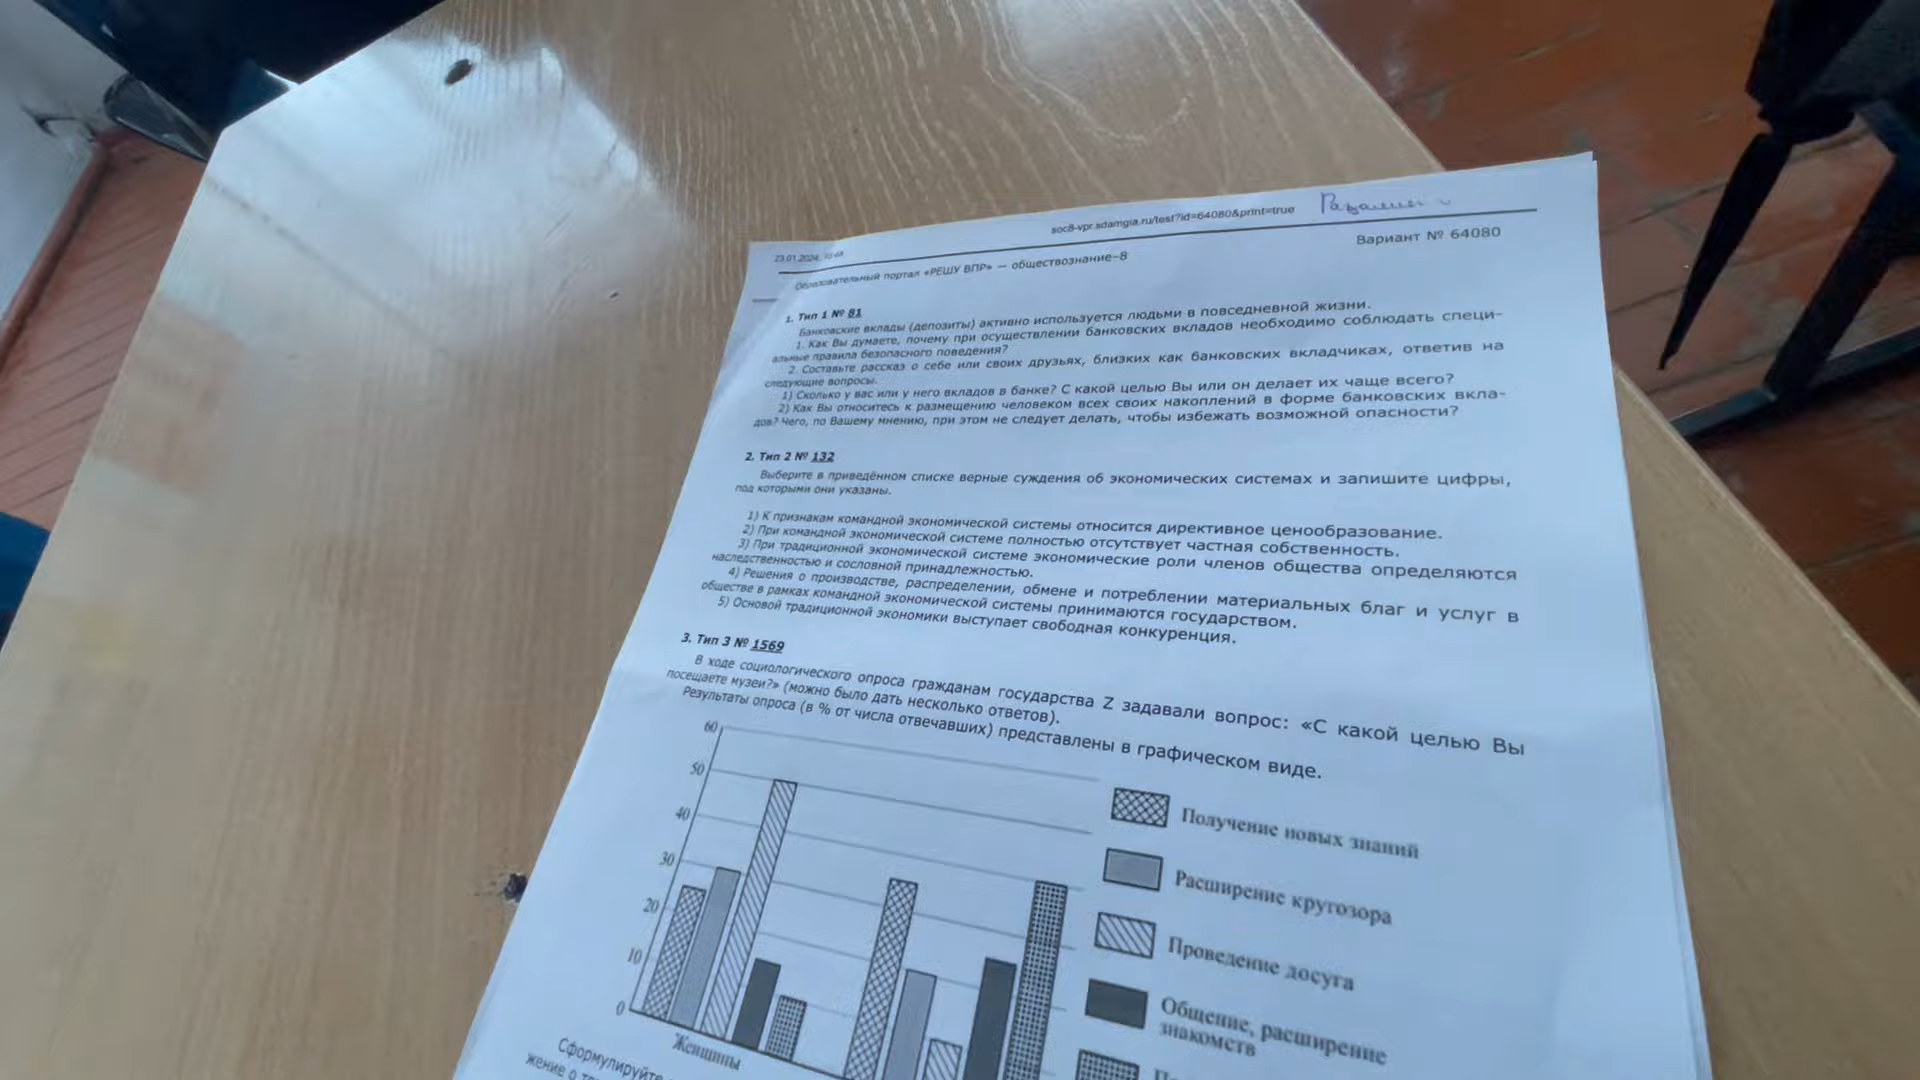 23.01.2024,
soc8-vpr.sdamgia.ru/test?id=64080&print=true
Образовательный портал «РЕШУ ВПР» — обществознание–8
Вариант № 64080
1. Тип 1 № 81
Банковские вклады (депозиты) активно используется людьми в повседневной жизни.
1. Как Вы думаете, почему при осуществлении банковских вкладов необходимо соблюдать специ-
альные правила безопасного поведения?
2. Составьте рассказ о себе или своих друзьях, близких как банковских вкладчиках, ответив на
следующие вопросы.
1) Сколько у вас или у него вкладов в банке? С какой целью Вы или он делает их чаще всего?
2) Как Вы относитесь к размещению человеком всех своих накоплений в форме банковских вкла-
дов? Чего, по Вашему мнению, при этом не следует делать, чтобы избежать возможной опасности?
2. Тип 2 № 132
Выберите в приведённом списке верные суждения об экономических системах и запишите цифры,
под которыми они указаны.
1) К признакам командной экономической системы относится директивное ценообразование.
2) При командной экономической системе полностью отсутствует частная собственность.
3) При традиционной экономической системе экономические роли членов общества определяются
наследственностью и сословной принадлежностью.
4) Решения о производстве, распределении, обмене и потреблении материальных благ и услуг в
обществе в рамках командной экономической системы принимаются государством.
5) Основой традиционной экономики выступает свободная конкуренция.
3. Тип 3 № 1569
В ходе социологического опроса гражданам государства Z задавали вопрос: «С какой целью Вы
посещаете музеи?» (можно было дать несколько ответов).
Результаты опроса (в % от числа отвечавших) представлены в графическом виде.
60
50
40
30
20
10
0
Женщины
Получение новых знаний
Расширение кругозора
Проведение досуга
Общение, расширение
знакомств
Сформулируйте
жение о